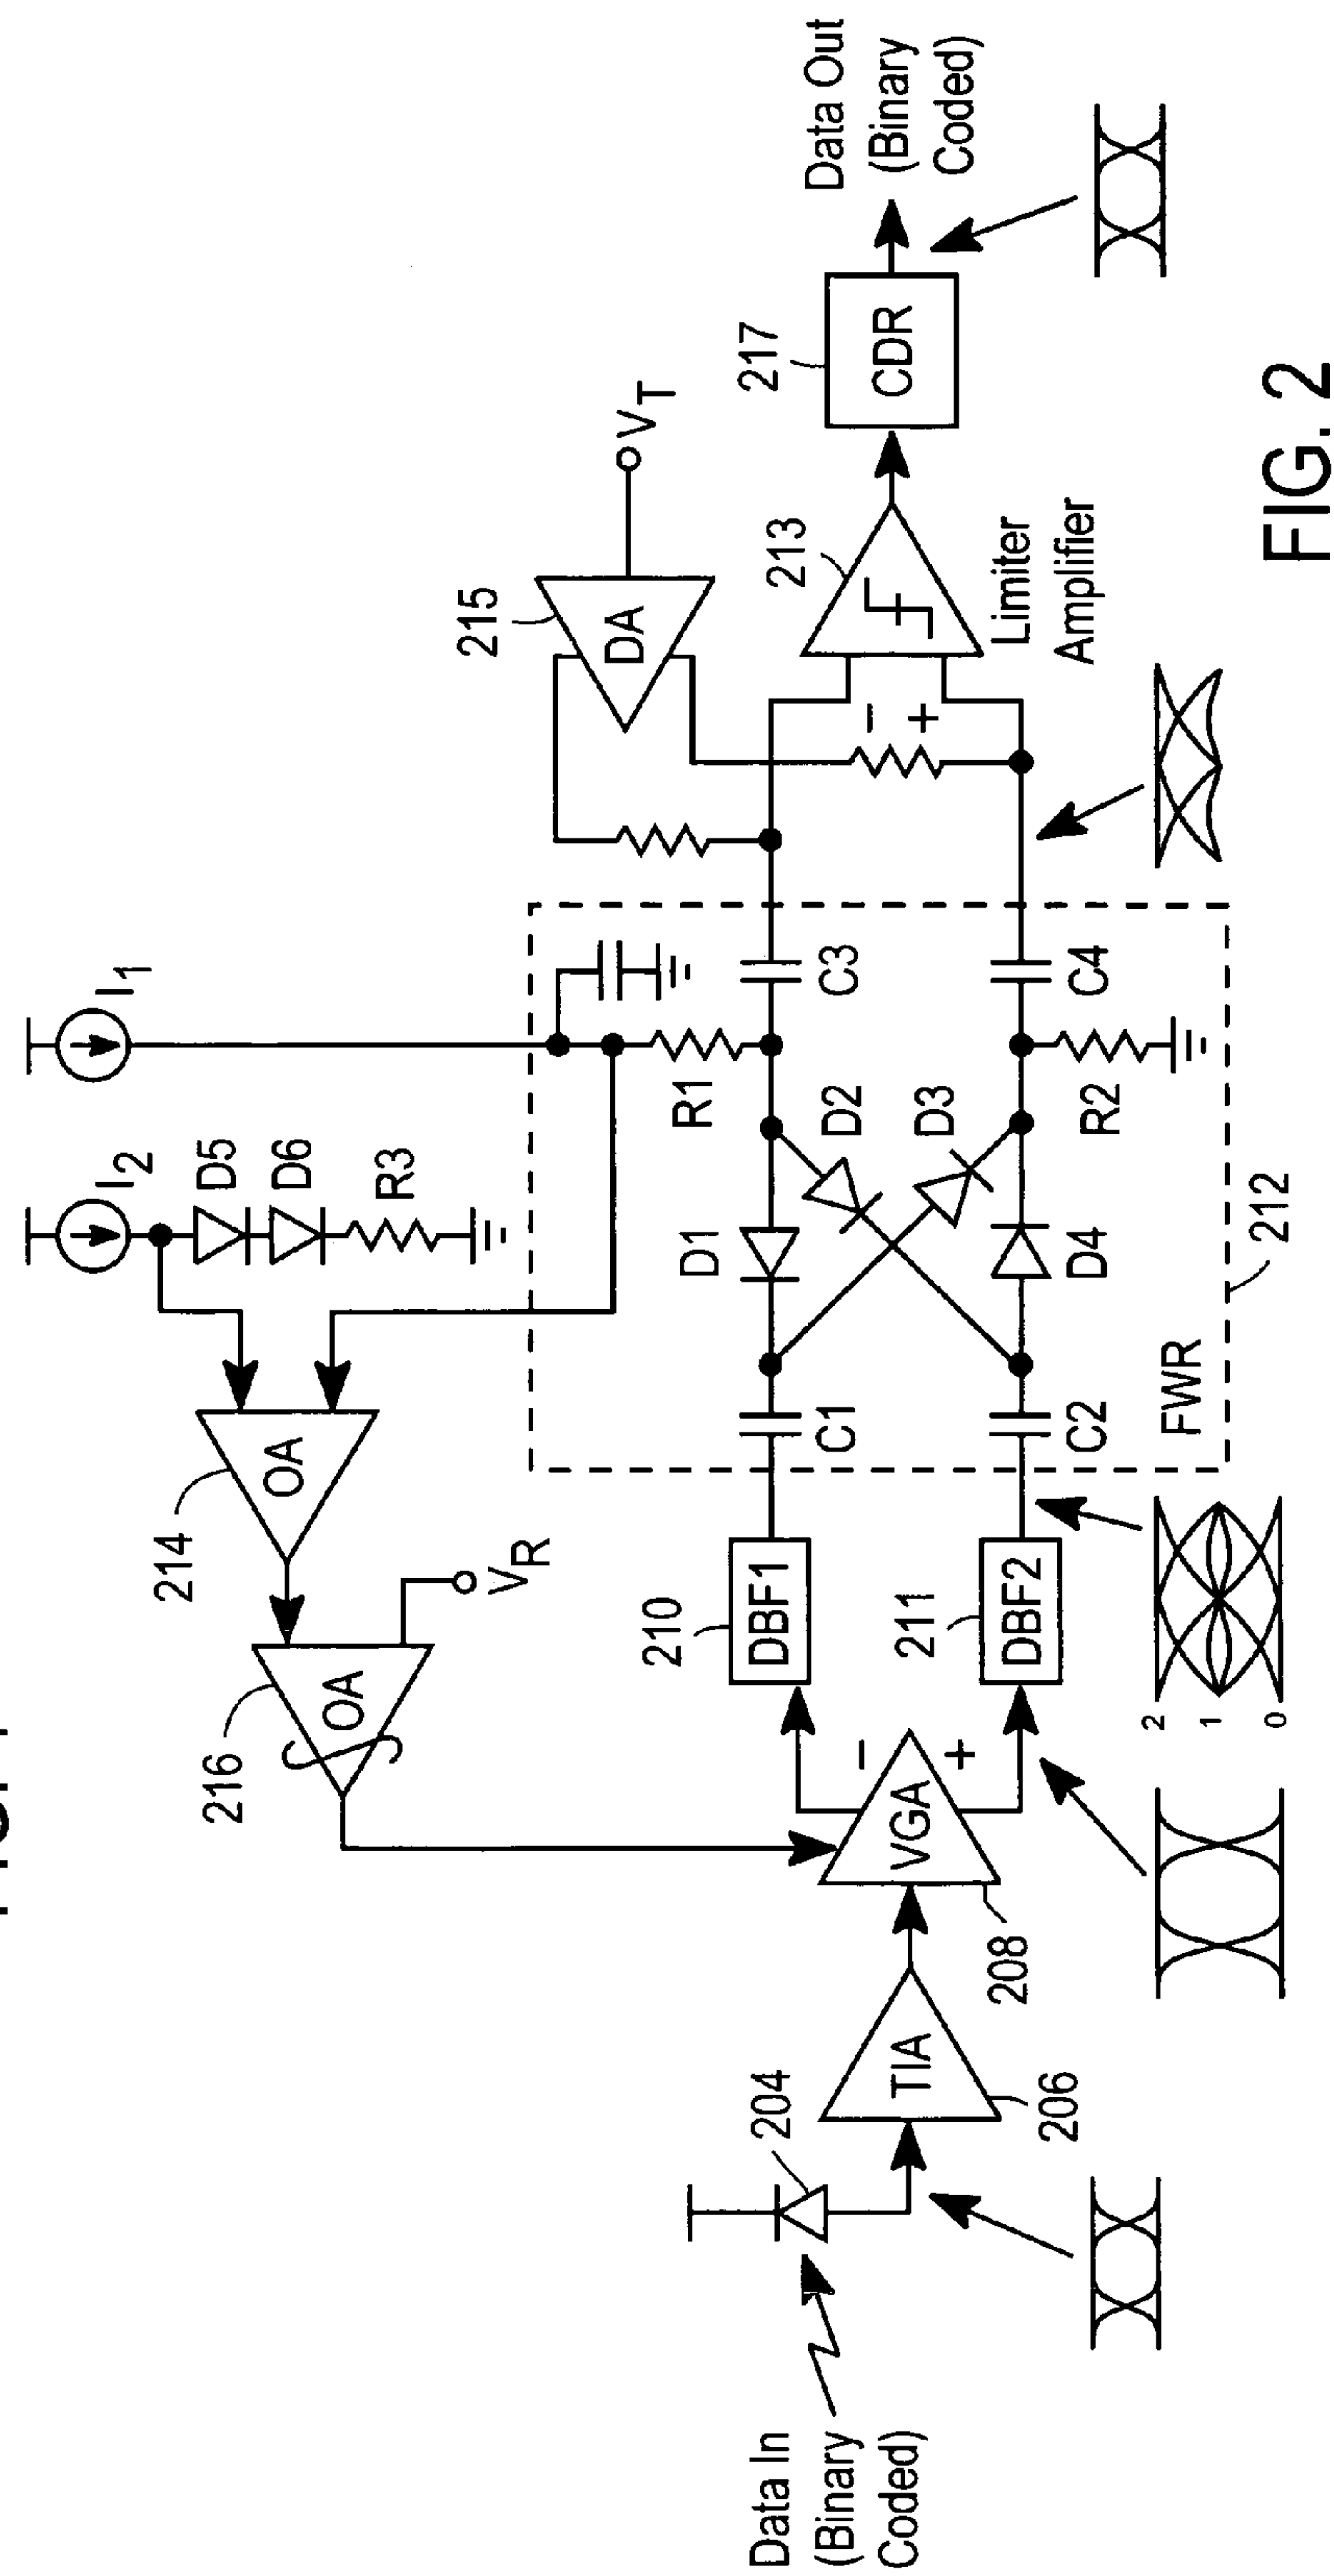 I2
I1
D5
D6
R3
214
OA
216
OA
VR
215
DA
VT
R1
C3
D1
D2
D3
D4
C1
C2
C4
R2
FWR
212
210
DBF1
211
DBF2
VGA
208
TIA
206
204
Data In
(Binary
Coded)
213
Limiter
Amplifier
217
CDR
Data Out
(Binary
Coded)
- 
+
-
+
2
1
0
FIG. 2